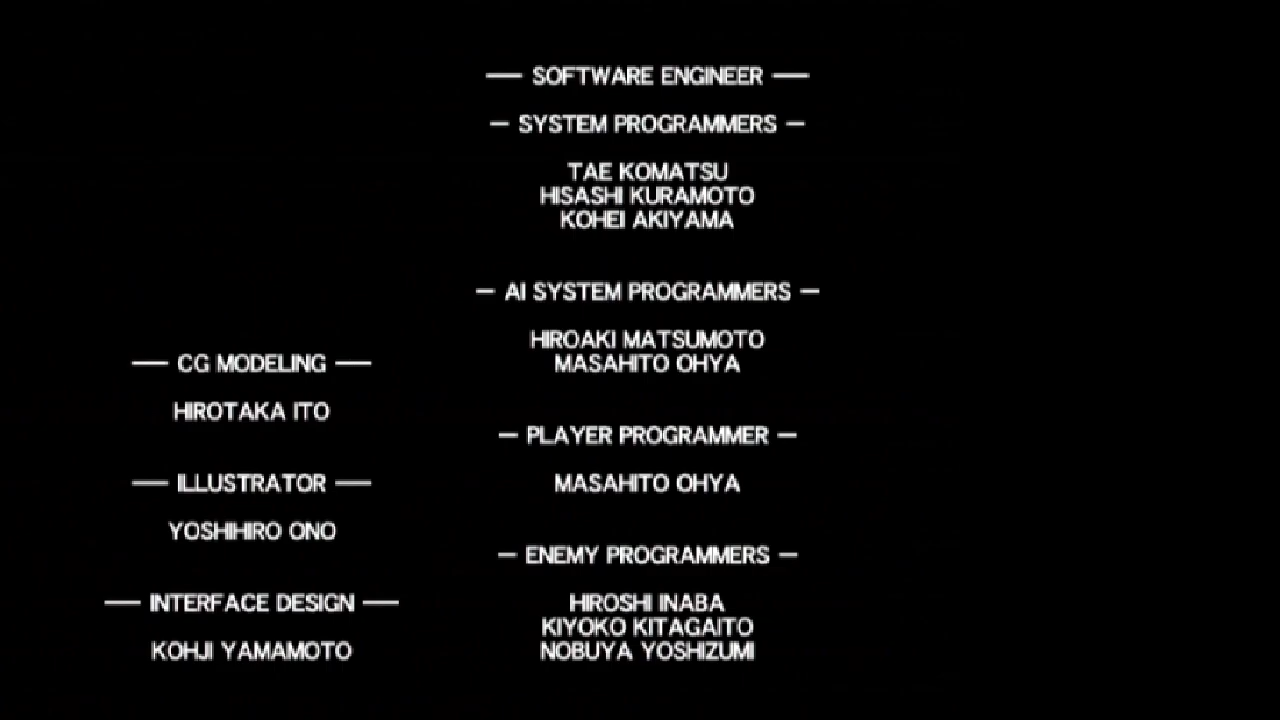 — CG MODELING —
HIROTAKA ITO
— ILLUSTRATOR —
YOSHIHIRO ONO
— INTERFACE DESIGN —
KOHJI YAMAMOTO
— SOFTWARE ENGINEER —
– SYSTEM PROGRAMMERS –
TAE KOMATSU
HISASHI KURAMOTO
KOHEI AKIYAMA
– AI SYSTEM PROGRAMMERS –
HIROAKI MATSUMOTO
MASAHITO OHYA
– PLAYER PROGRAMMER –
MASAHITO OHYA
– ENEMY PROGRAMMERS –
HIROSHI INABA
KIYOKO KITAGAITO
NOBUYA YOSHIZUMI